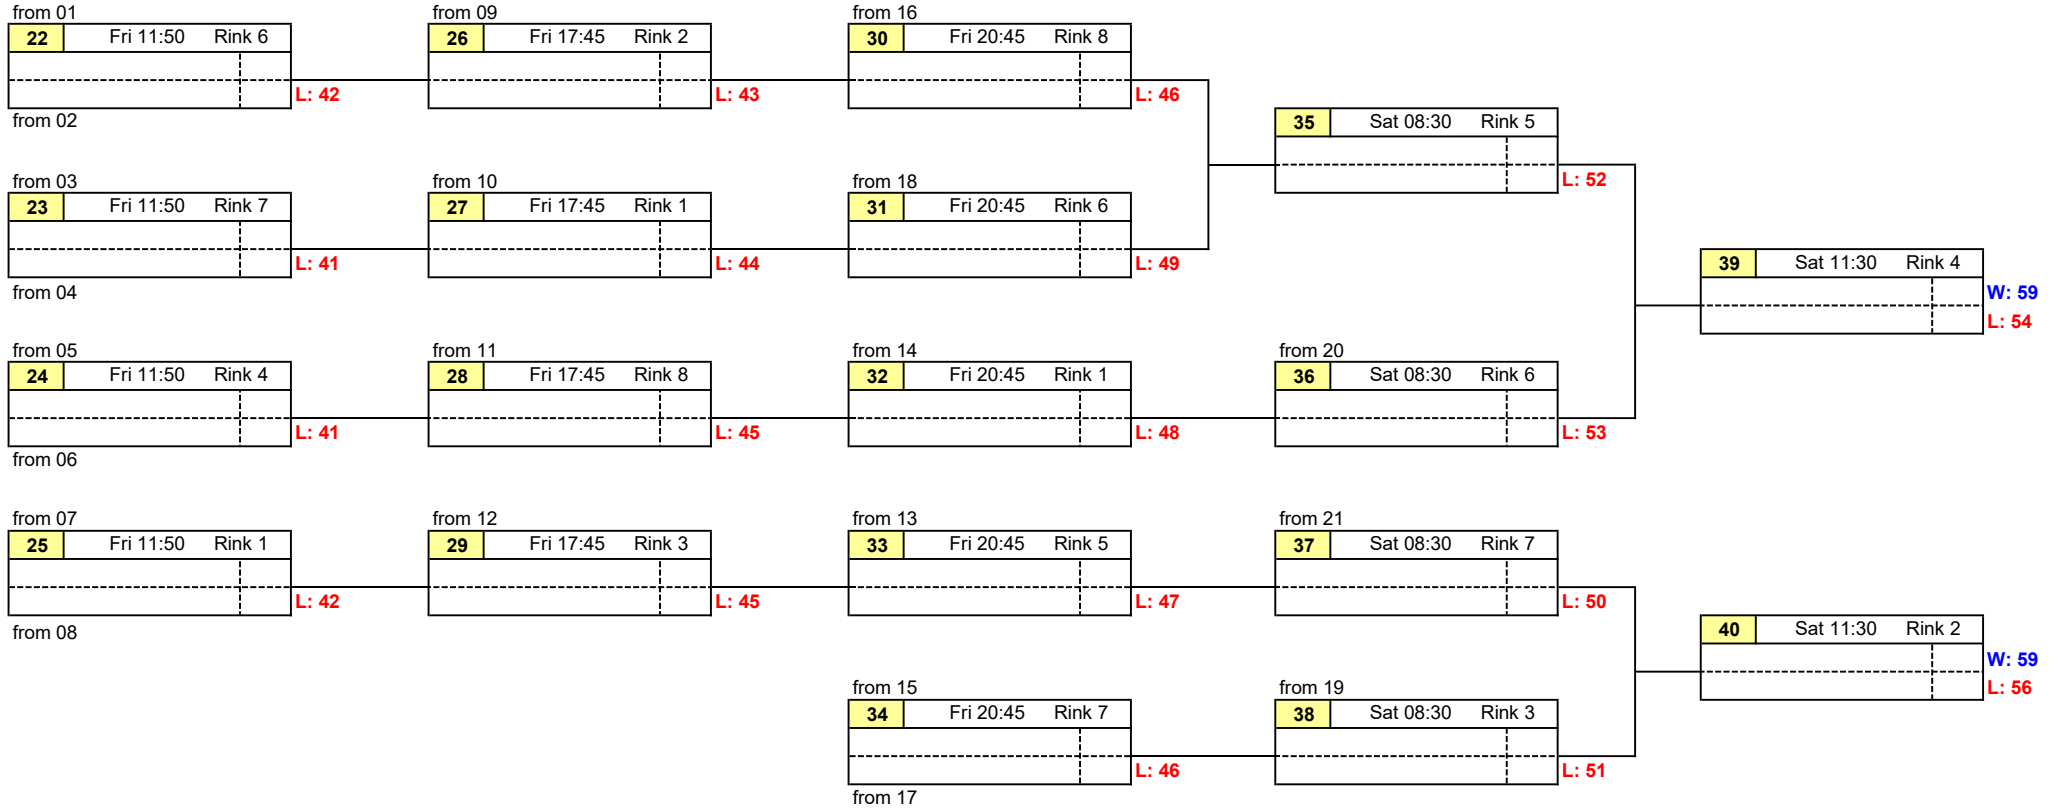 from 01
from 09
from 16
22 Fri 11:50 Rink 6
26 Fri 17:45 Rink 2
30 Fri 20:45 Rink 8
L: 42
L: 43
L: 46
from 02
35 Sat 08:30 Rink 5
from 03
from 10
from 18
L: 52
23 Fri 11:50 Rink 7
27 Fri 17:45 Rink 1
31 Fri 20:45 Rink 6
L: 41
L: 44
L: 49
39 Sat 11:30 Rink 4
from 04
W: 59
L: 54
from 05
from 11
from 14
from 20
24 Fri 11:50 Rink 4
28 Fri 17:45 Rink 8
32 Fri 20:45 Rink 1
36 Sat 08:30 Rink 6
L: 41
L: 45
L: 48
L: 53
from 06
from 07
from 12
from 13
from 21
25 Fri 11:50 Rink 1
29 Fri 17:45 Rink 3
33 Fri 20:45 Rink 5
37 Sat 08:30 Rink 7
L: 42
L: 45
L: 47
L: 50
from 08
40 Sat 11:30 Rink 2
W: 59
L: 56
from 15
from 19
34 Fri 20:45 Rink 7
38 Sat 08:30 Rink 3
L: 46
L: 51
from 17